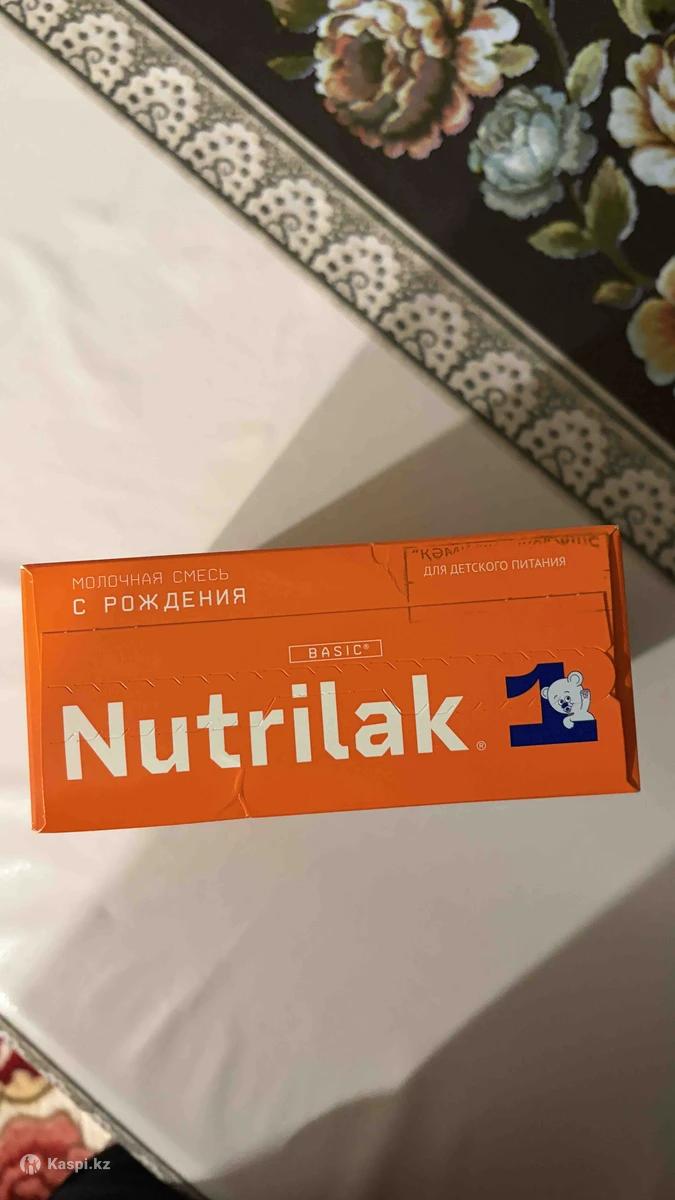 МОЛОЧНАЯ СМЕСЬ
С РОЖДЕНИЯ
ДЛЯ ДЕТСКОГО ПИТАНИЯ
BASIC®
Nutrilak® 1
Kaspi.kz